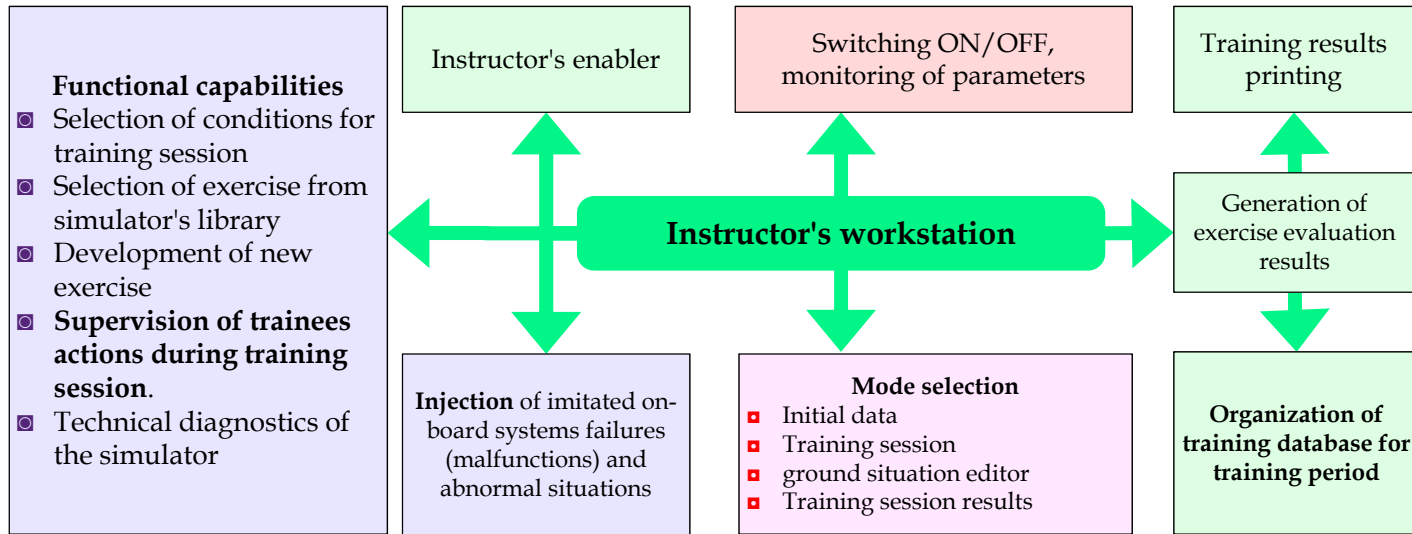 Functional capabilities
Selection of conditions for
training session
Selection of exercise from
simulator's library
Development of new
exercise
Supervision of trainees
actions during training
session.
Technical diagnostics of
the simulator
Instructor's enabler
Switching ON/OFF,
monitoring of parameters
Training results
printing
Instructor's workstation
Generation of
exercise evaluation
results
Injection of imitated on-
board systems failures
(malfunctions) and
abnormal situations
Mode selection
Initial data
Training session
ground situation editor
Training session results
Organization of
training database for
training period